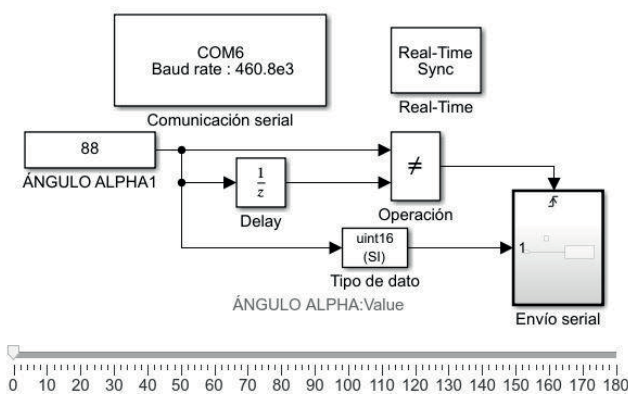 COM6
Baud rate : 460.8e3
Comunicación serial
Real-Time
Sync
Real-Time
88
ÁNGULO ALPHA1
1
z
Delay
≠
Operación
uint16
(SI)
Tipo de dato
1
Envío serial
ÁNGULO ALPHA:Value
0 10 20 30 40 50 60 70 80 90 100 110 120 130 140 150 160 170 180